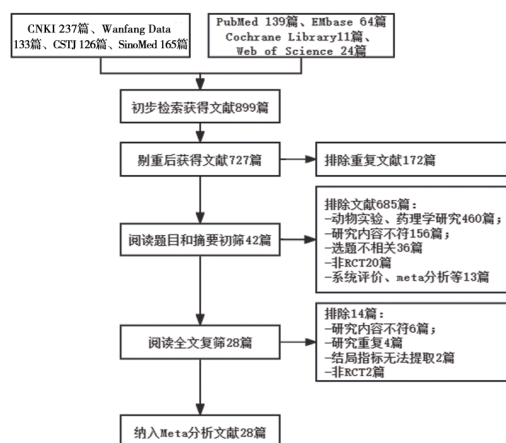 CNKI 237篇、Wanfang Data
133篇、CSTJ 126篇、SinoMed 165篇
PubMed 139篇、EMbase 64篇
Cochrane Library11篇、
Web of Science 24篇
初步检索获得文献899篇
剔重后获得文献727篇
排除重复文献172篇
排除文献685篇：
-动物实验、药理学研究460篇；
-研究内容不符156篇；
-选题不相关36篇
-非RCT20篇
-系统评价、meta分析等13篇
阅读题目和摘要初筛42篇
排除14篇：
-研究内容不符6篇；
-研究重复4篇
-结局指标无法提取2篇
-非RCT2篇
阅读全文复筛28篇
纳入Meta分析文献28篇